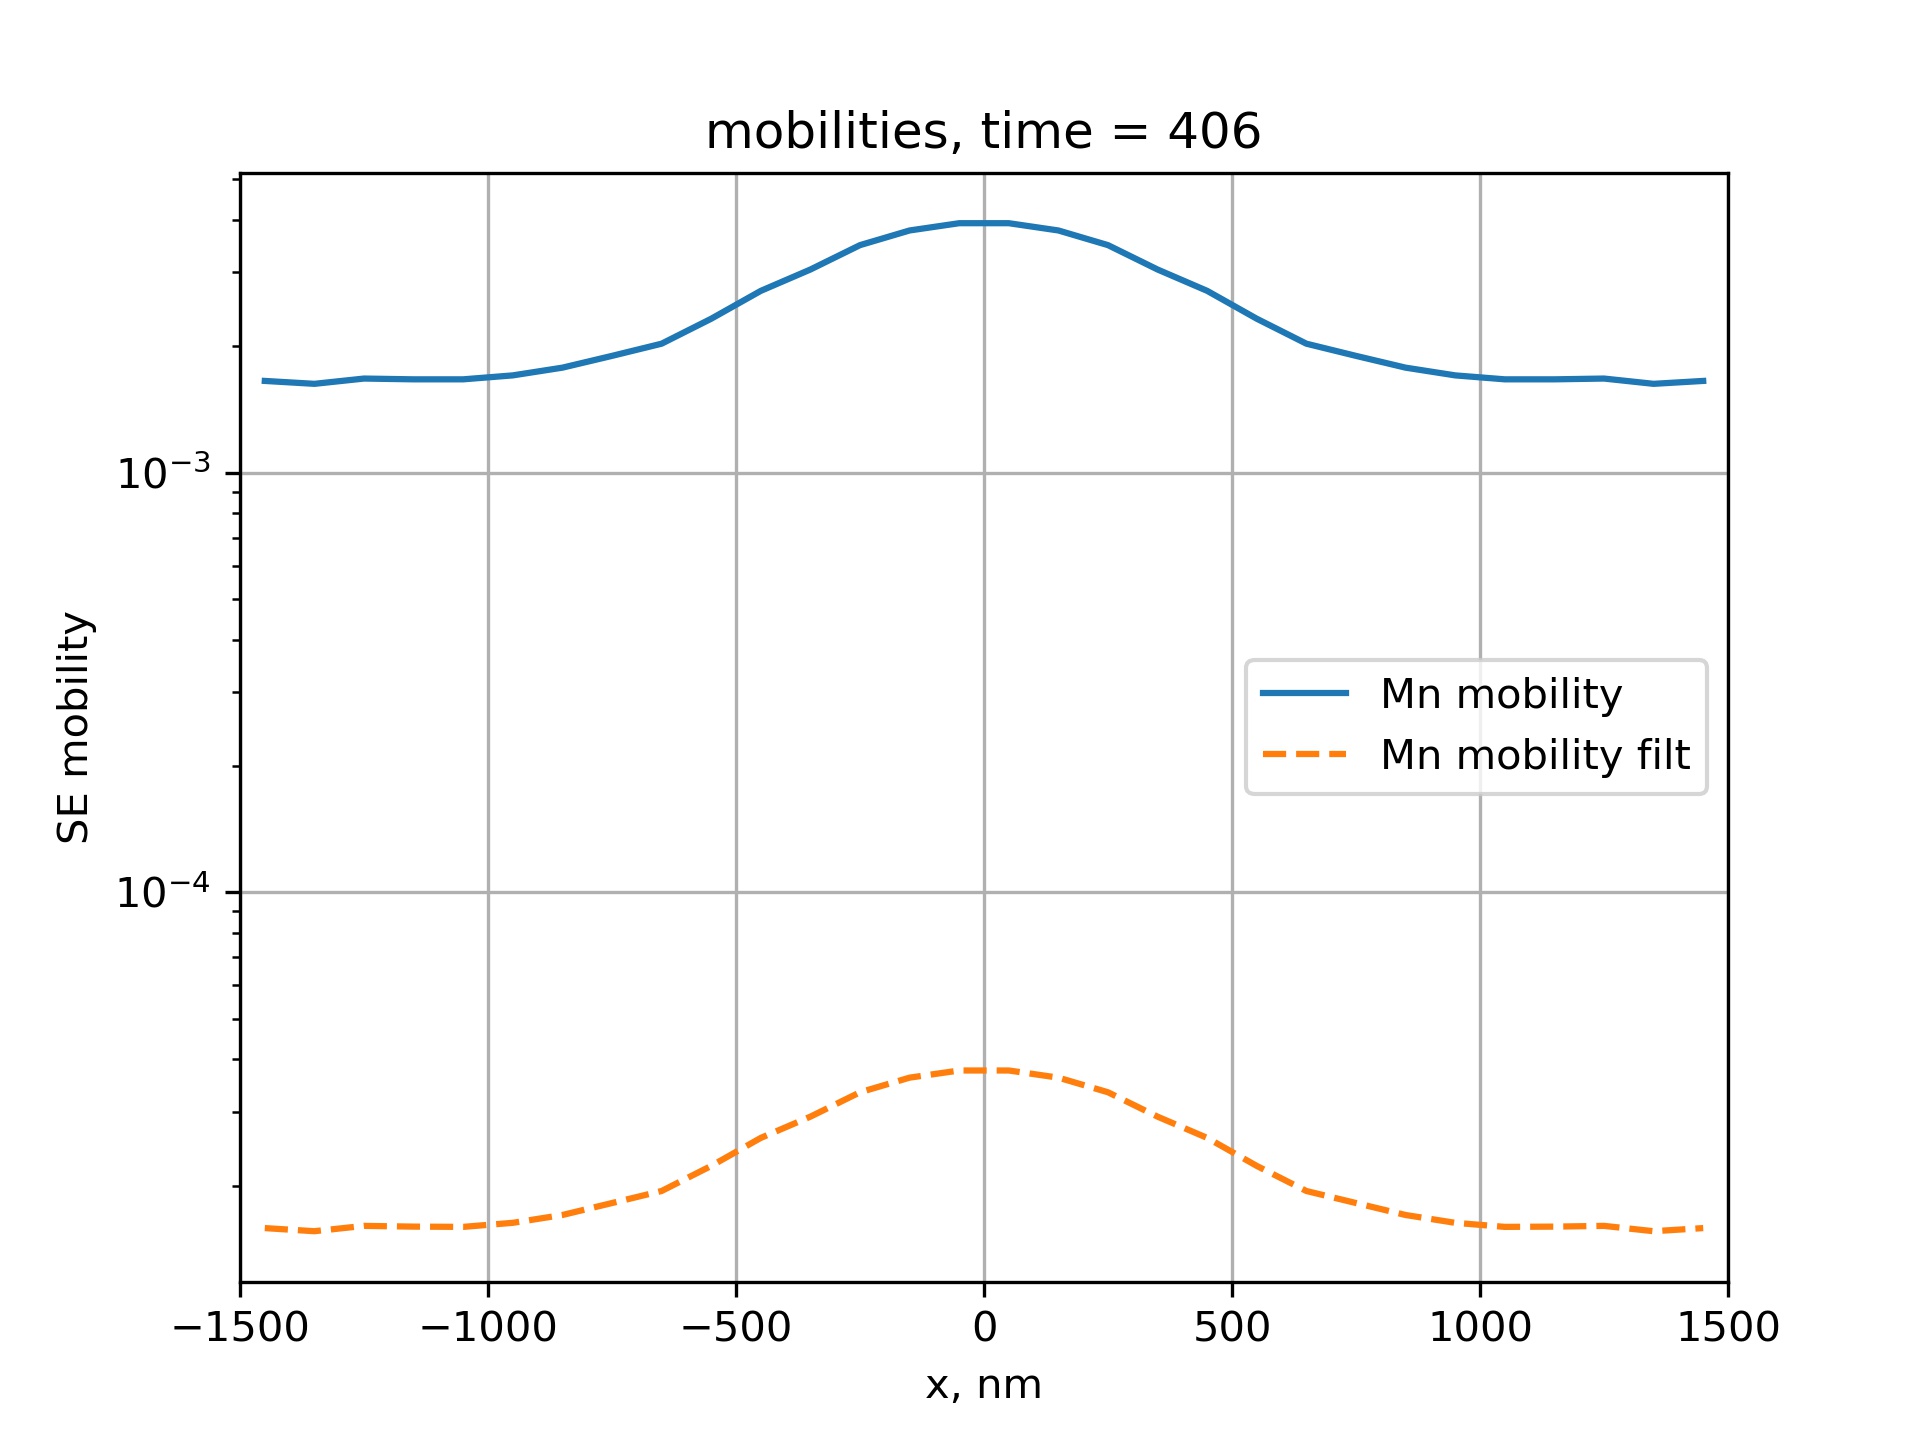 mobilities, time = 406
SE mobility
10⁻³
10⁻⁴
Mn mobility
Mn mobility filt
−1500 −1000 −500 0 500 1000 1500
x, nm